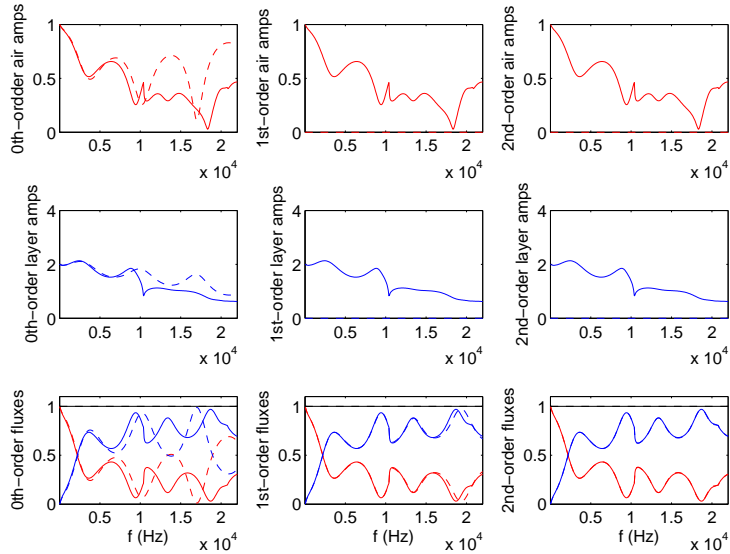 0th-ordder air amps
1
0.5
0
0.5 1 1.5 2
x 10^4
1st-order air amps
1
0.5
0
0.5 1 1.5 2
x 10^4
2nd-order air amps
1
0.5
0
0.5 1 1.5 2
x 10^4
0th-order layer amps
4
2
0
0.5 1 1.5 2
x 10^4
1st-order layer amps
4
2
0
0.5 1 1.5 2
x 10^4
2nd-order layer amps
4
2
0
0.5 1 1.5 2
x 10^4
0th-order fluxes
1
0.5
0
0.5 1 1.5 2
f (Hz)
x 10^4
1st-order fluxes
1
0.5
0
0.5 1 1.5 2
f (Hz)
x 10^4
2nd-order fluxes
1
0.5
0
0.5 1 1.5 2
f (Hz)
x 10^4